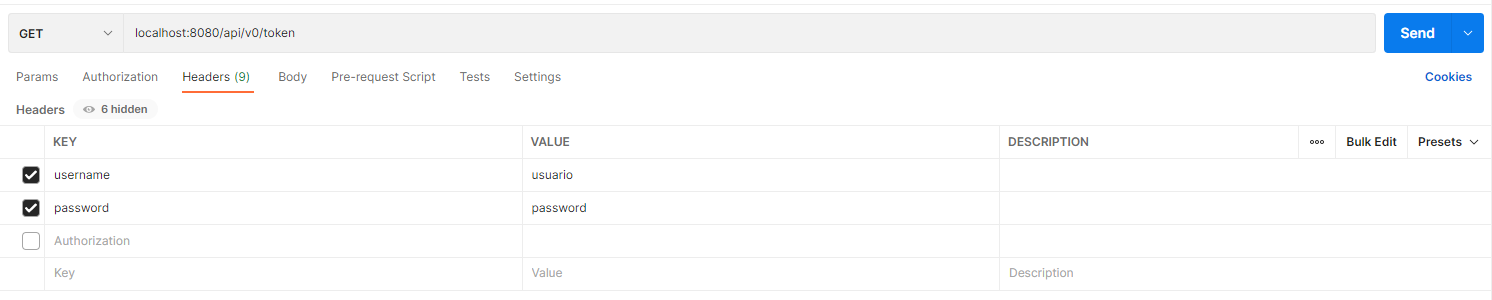 GET localhost:8080/api/v0/token Send
Params Authorization Headers (9) Body Pre-request Script Tests Settings Cookies
Headers 6 hidden
KEY VALUE DESCRIPTION ooo Bulk Edit Presets
username usuario
password password
Authorization
Key Value Description